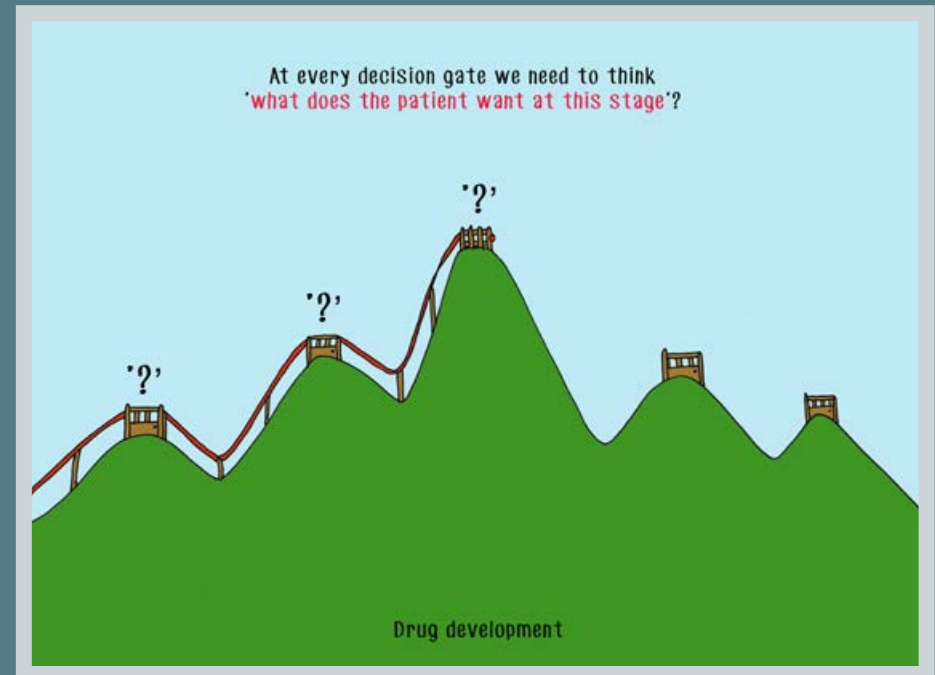 At every decision gate we need to think
'what does the patient want at this stage'?
'?'
'?'
'?'
Drug development